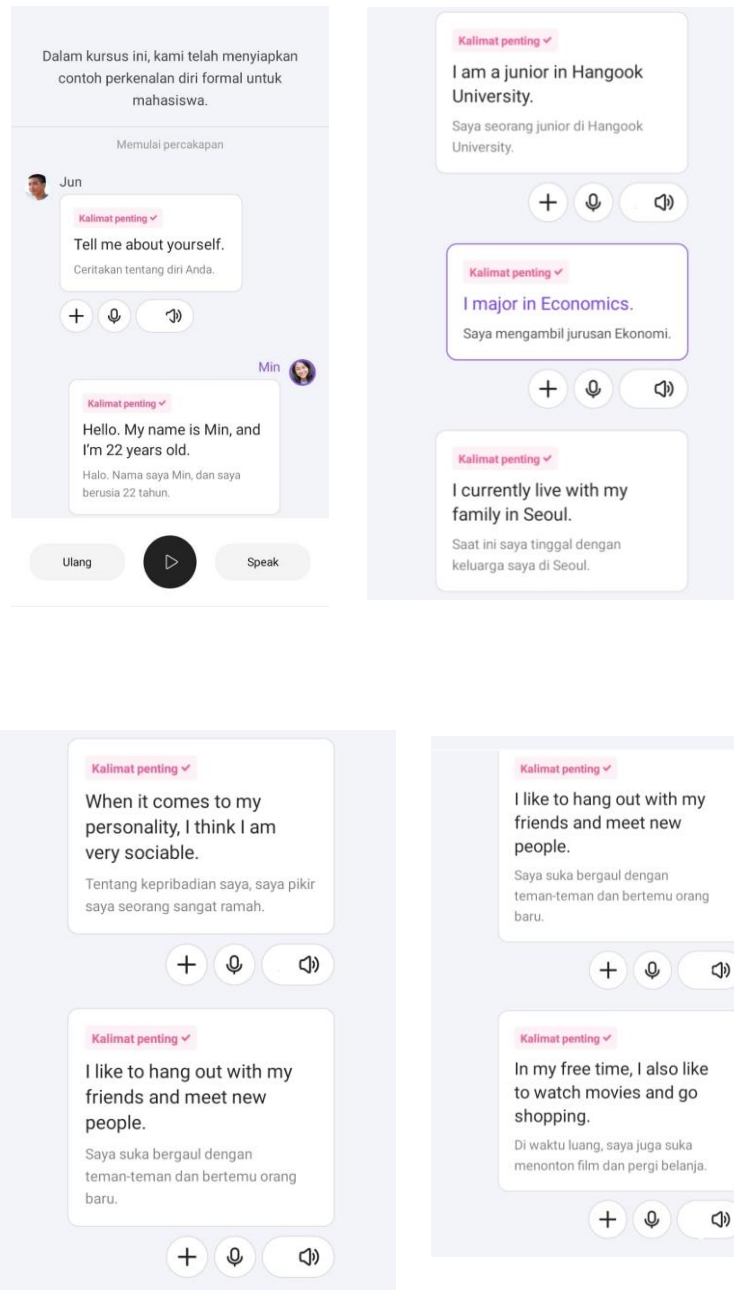 Dalam kursus ini, kami telah menyiapkan
contoh perkenalan diri formal untuk
mahasiswa.
Memulai percakapan
Jun
Kalimat penting
Tell me about yourself.
Ceritakan tentang diri Anda.
Min
Kalimat penting
Hello. My name is Min, and
I'm 22 years old.
Halo. Nama saya Min, dan saya
berusia 22 tahun.
Ulang
Speak
Kalimat penting
I am a junior in Hangook
University.
Saya seorang junior di Hangook
University.
Kalimat penting
I major in Economics.
Saya mengambil jurusan Ekonomi.
Kalimat penting
I currently live with my
family in Seoul.
Saat ini saya tinggal dengan
keluarga saya di Seoul.
Kalimat penting
When it comes to my
personality, I think I am
very sociable.
Tentang kepribadian saya, saya pikir
saya seorang sangat ramah.
Kalimat penting
I like to hang out with my
friends and meet new
people.
Saya suka bergaul dengan
teman-teman dan bertemu orang
baru.
Kalimat penting
I like to hang out with my
friends and meet new
people.
Saya suka bergaul dengan
teman-teman dan bertemu orang
baru.
Kalimat penting
In my free time, I also like
to watch movies and go
shopping.
Di waktu luang, saya juga suka
menonton film dan pergi belanja.